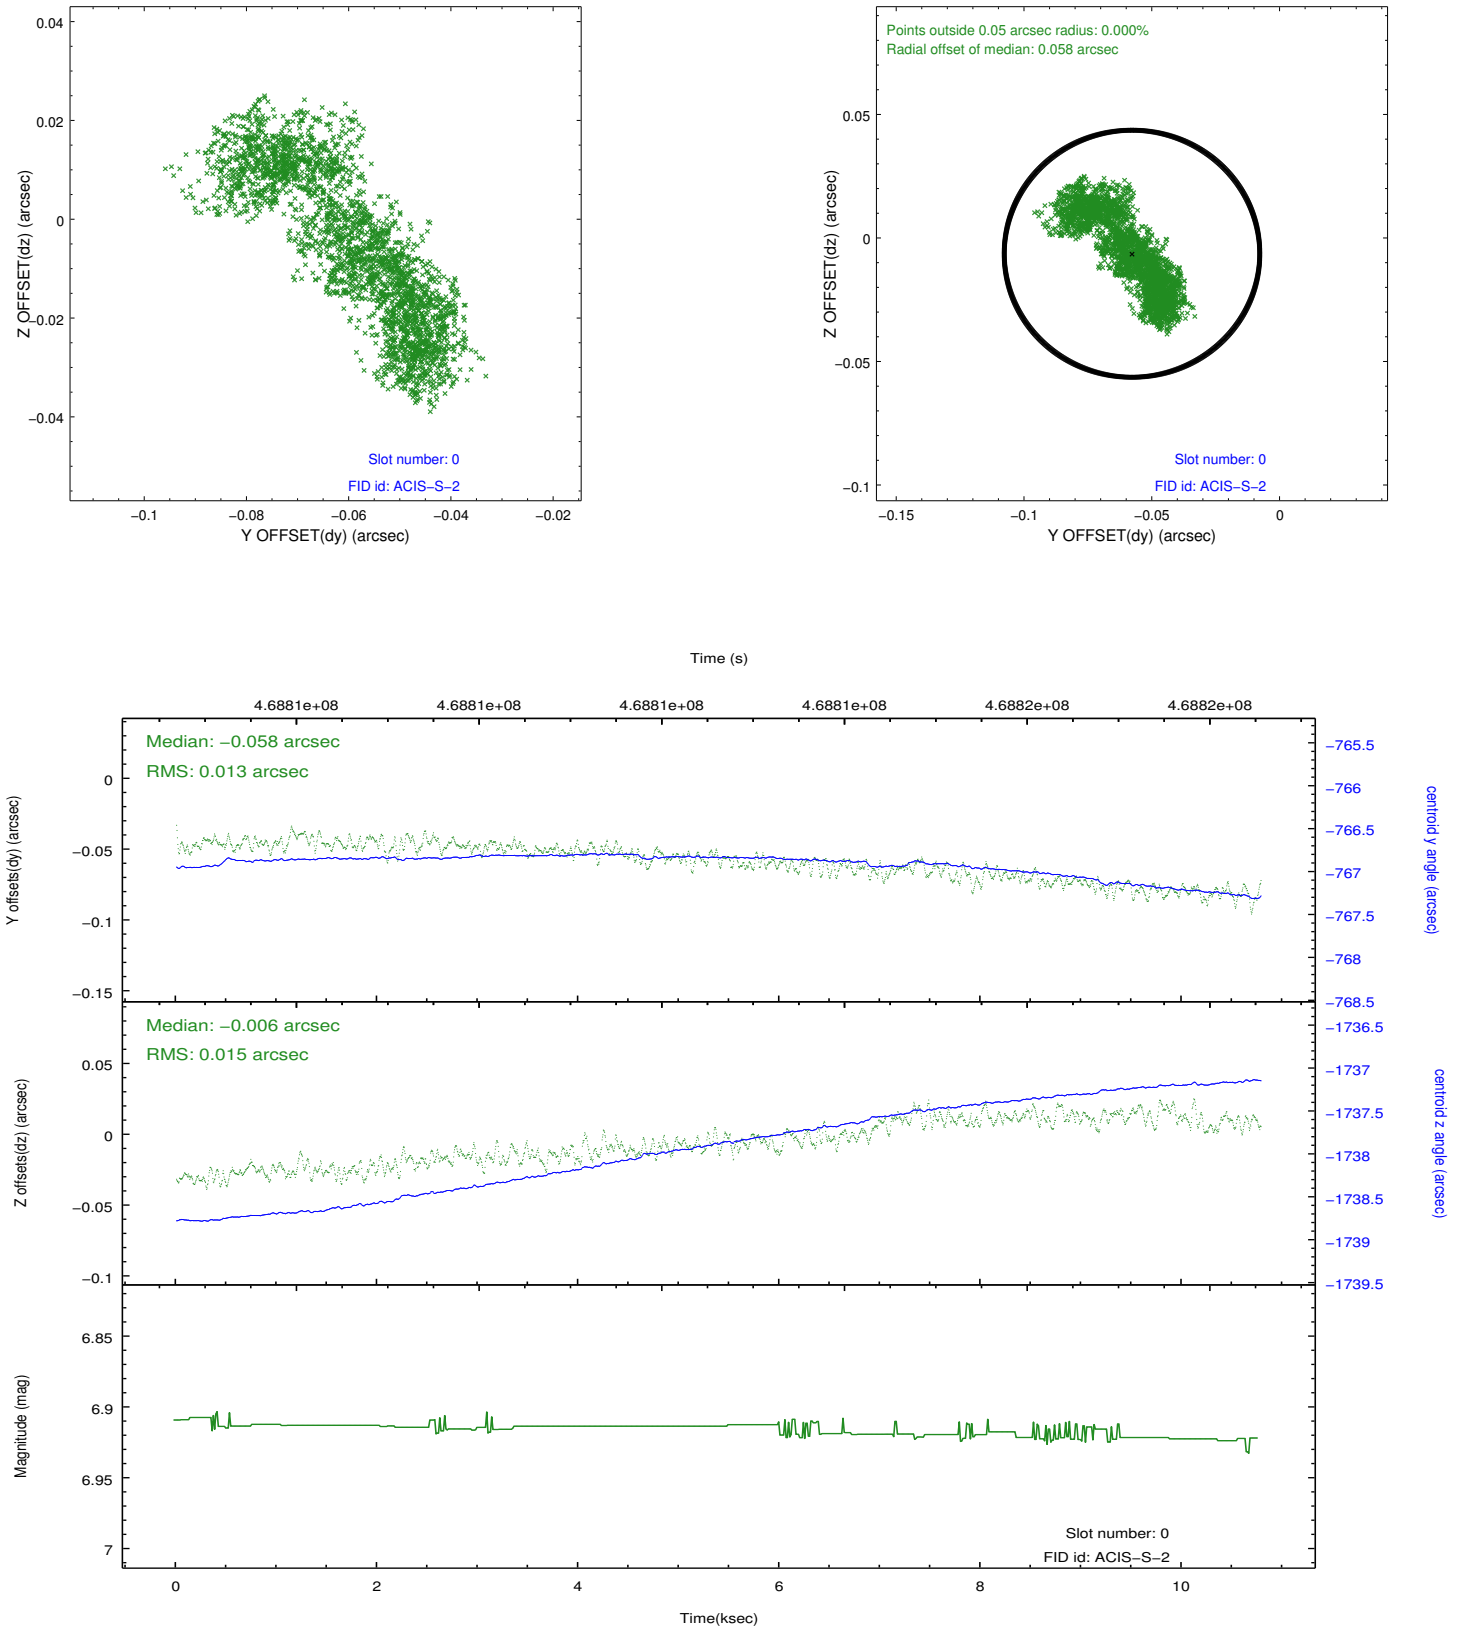 0.04
0.02
0
−0.02
−0.04
Z OFFSET(dz) (arcsec)
Slot number: 0
FID id: ACIS−S−2
−0.1
−0.08
−0.06
−0.04
−0.02
Y OFFSET(dy) (arcsec)
Points outside 0.05 arcsec radius: 0.000%
Radial offset of median: 0.058 arcsec
0.05
0
−0.05
−0.1
Z OFFSET(dz) (arcsec)
Slot number: 0
FID id: ACIS−S−2
−0.15
−0.1
−0.05
0
Y OFFSET(dy) (arcsec)
Time (s)
4.6881e+08
4.6881e+08
4.6881e+08
4.6881e+08
4.6882e+08
4.6882e+08
Median: −0.058 arcsec
RMS: 0.013 arcsec
0
−0.05
−0.1
−0.15
Y offsets(dy) (arcsec)
−765.5
−766
−766.5
−767
−767.5
−768
−768.5
centroid y angle (arcsec)
Median: −0.006 arcsec
RMS: 0.015 arcsec
0.05
0
−0.05
−0.1
Z offsets(dz) (arcsec)
−1736.5
−1737
−1737.5
−1738
−1738.5
−1739
−1739.5
centroid z angle (arcsec)
6.85
6.9
6.95
7
Magnitude (mag)
Slot number: 0
FID id: ACIS−S−2
0
2
4
6
8
10
Time(ksec)